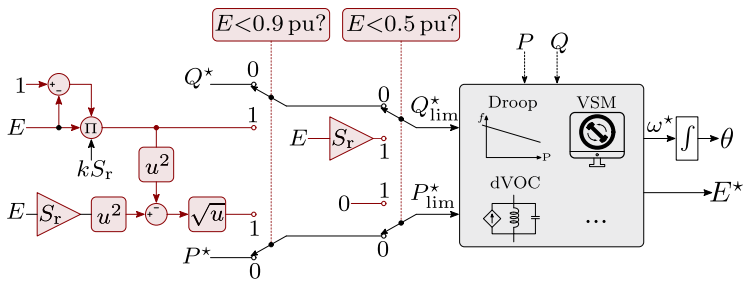 E<0.9 pu?
E<0.5 pu?
P
Q
Q⋆
0
1
+
−
0
Q⋆lim
Droop
VSM
f
P
E
Π
1
E
Sr
1
ω⋆
∫
θ
kSr
u²
dVOC
1
0
P⋆lim
E⋆
E
Sr
u²
+
−
√u
1
...
P⋆
0
0